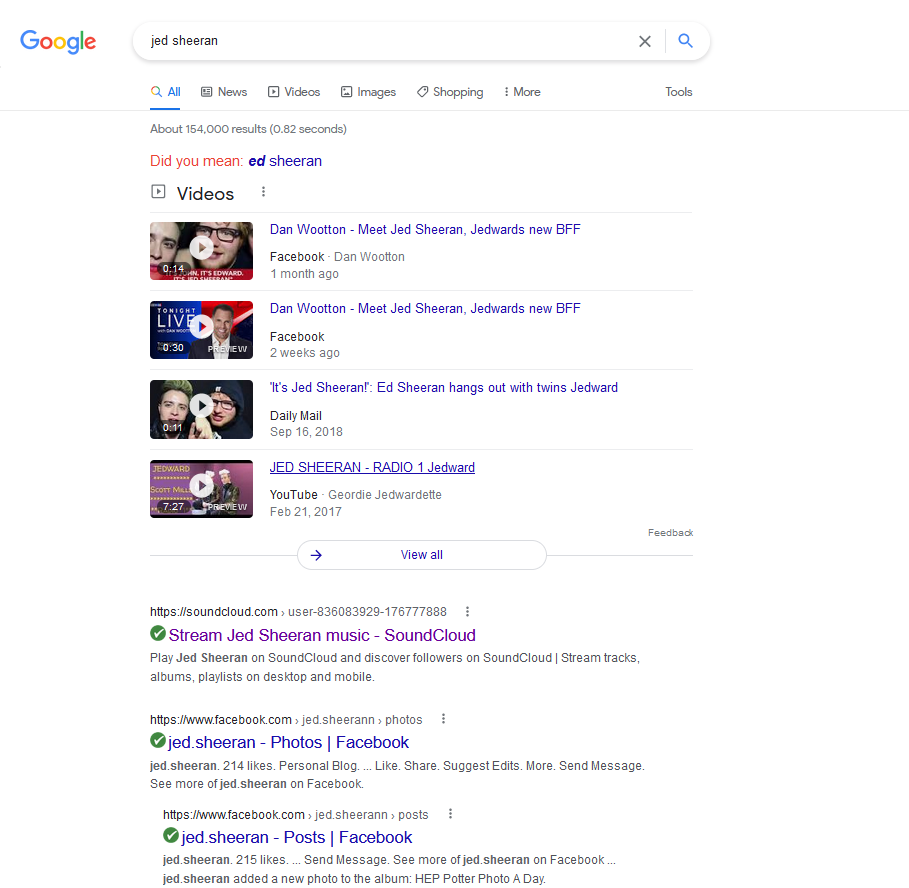 Google
jed sheeran
All News Videos Images Shopping More Tools
About 154,000 results (0.82 seconds)
Did you mean: ed sheeran
Videos
Dan Wootton - Meet Jed Sheeran, Jedwards new BFF
Facebook · Dan Wootton
1 month ago
0:14
IT'S EDWARD.
Dan Wootton - Meet Jed Sheeran, Jedwards new BFF
Facebook
2 weeks ago
TONIGHT
LIVE
0:30
PREVIEW
'It's Jed Sheeran!': Ed Sheeran hangs out with twins Jedward
Daily Mail
Sep 16, 2018
0:11
JED SHEERAN - RADIO 1 Jedward
YouTube · Geordie Jedwardette
Feb 21, 2017
JEDWARD
Scott Mill
7:27
PREVIEW
Feedback
View all
https://soundcloud.com › user-836083929-176777888
Stream Jed Sheeran music - SoundCloud
Play Jed Sheeran on SoundCloud and discover followers on SoundCloud | Stream tracks,
albums, playlists on desktop and mobile.
https://www.facebook.com › jed.sheerann › photos
jed.sheeran - Photos | Facebook
jed.sheeran. 214 likes. Personal Blog. ... Like. Share. Suggest Edits. More. Send Message.
See more of jed.sheeran on Facebook.
https://www.facebook.com › jed.sheerann › posts
jed.sheeran - Posts | Facebook
jed.sheeran. 215 likes. ... Send Message. See more of jed.sheeran on Facebook ...
jed.sheeran added a new photo to the album: HEP Potter Photo A Day.